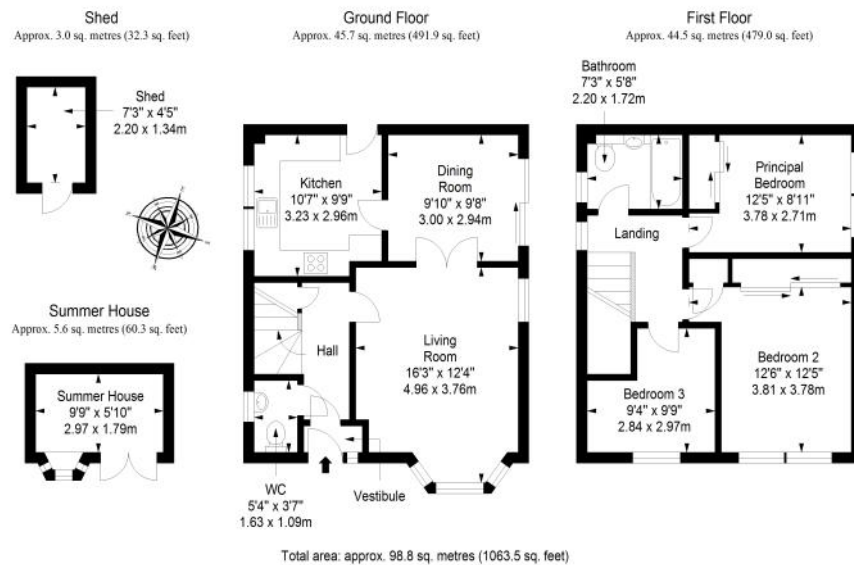 Shed
Approx. 3.0 sq. metres (32.3 sq. feet)
Shed
7'3" x 4'5"
2.20 x 1.34m
Summer House
Approx. 5.6 sq. metres (60.3 sq. feet)
Summer House
9'9" x 5'10"
2.97 x 1.79m
Ground Floor
Approx. 45.7 sq. metres (491.9 sq. feet)
Kitchen
10'7" x 9'9"
3.23 x 2.96m
Dining
Room
9'10" x 9'8"
3.00 x 2.94m
Hall
Living
Room
16'3" x 12'4"
4.96 x 3.76m
WC
5'4" x 3'7"
1.63 x 1.09m
Vestibule
First Floor
Approx. 44.5 sq. metres (479.0 sq. feet)
Bathroom
7'3" x 5'8"
2.20 x 1.72m
Principal
Bedroom
12'5" x 8'11"
3.78 x 2.71m
Landing
Bedroom 2
12'6" x 12'5"
3.81 x 3.78m
Bedroom 3
9'4" x 9'9"
2.84 x 2.97m
Total area: approx. 98.8 sq. metres (1063.5 sq. feet)